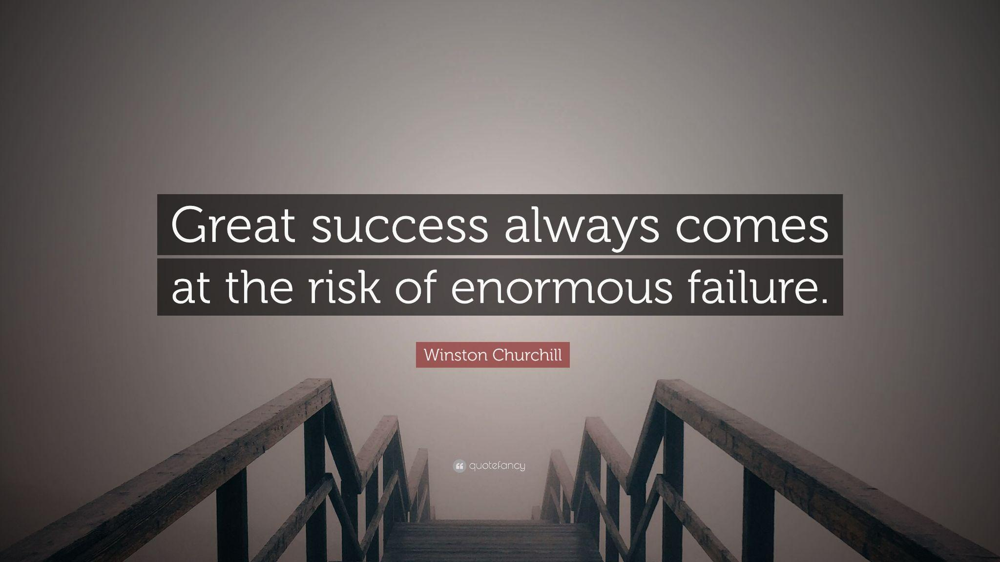 Great success always comes
at the risk of enormous failure.
Winston Churchill
quotefancy